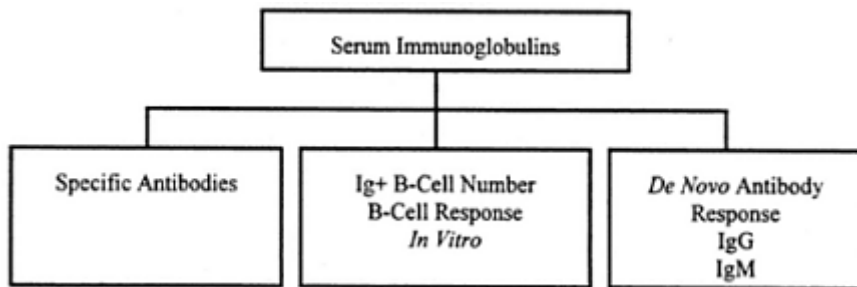 Serum Immunoglobulins
Specific Antibodies
Ig+ B-Cell Number
B-Cell Response
In Vitro
De Novo Antibody
Response
IgG
IgM